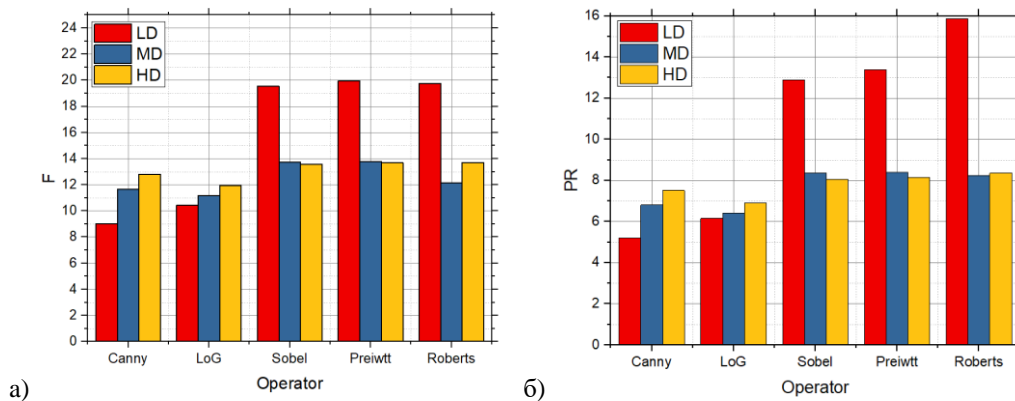 24
22
20
18
16
14
12
10
8
6
4
2
0
F
LD
MD
HD
Canny LoG Sobel Preiwtt Roberts
Operator
а)
16
14
12
10
8
6
4
2
0
PR
LD
MD
HD
Canny LoG Sobel Preiwtt Roberts
Operator
б)